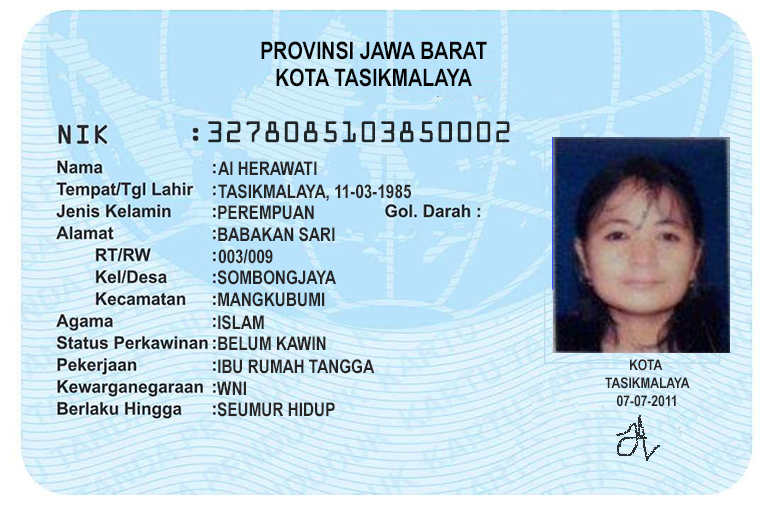 PROVINSI JAWA BARAT
KOTA TASIKMALAYA
NIK : 3278085103850002
Nama : AI HERAWATI
Tempat/Tgl Lahir : TASIKMALAYA, 11-03-1985
Jenis Kelamin : PEREMPUAN Gol. Darah :
Alamat : BABAKAN SARI
RT/RW : 003/009
Kel/Desa : SOMBONGJAYA
Kecamatan : MANGKUBUMI
Agama : ISLAM
Status Perkawinan : BELUM KAWIN
Pekerjaan : IBU RUMAH TANGGA
Kewarganegaraan : WNI
Berlaku Hingga : SEUMUR HIDUP
KOTA
TASIKMALAYA
07-07-2011